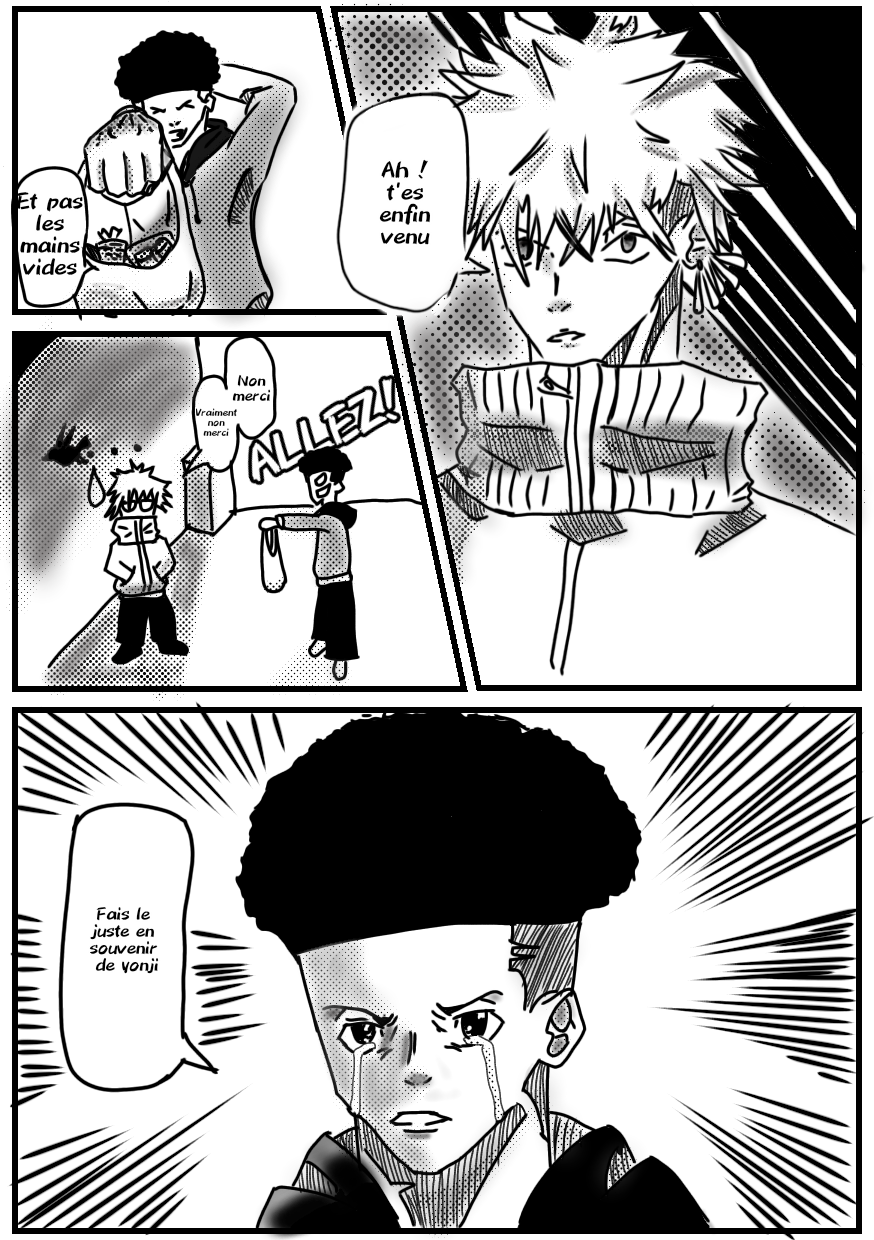 Ah !
t'es
enfin
venu
Et pas
les
mains
vides
Non
merci
Vraiment
non
merci
ALLEZ!
Fais le
juste en
souvenir
de yonji